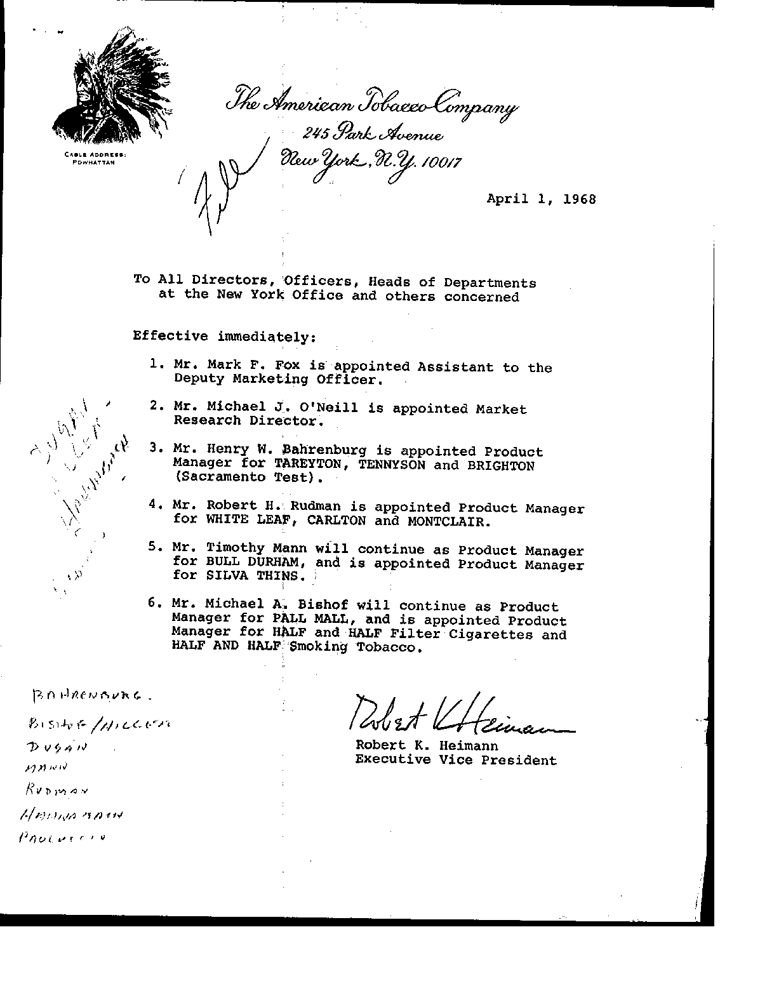 The American Tobacco Company
245 Park Avenue
New York, N.Y. 10017
CABLE ADDRESS:
POWHATTAN
File
April 1, 1968
To All Directors, Officers, Heads of Departments
at the New York Office and others concerned
Effective immediately:
1. Mr. Mark F. Fox is appointed Assistant to the
Deputy Marketing Officer.
2. Mr. Michael J. O'Neill is appointed Market
Research Director.
3. Mr. Henry W. Bahrenburg is appointed Product
Manager for TAREYTON, TENNYSON and BRIGHTON
(Sacramento Test).
4. Mr. Robert H. Rudman is appointed Product Manager
for WHITE LEAF, CARLTON and MONTCLAIR.
5. Mr. Timothy Mann will continue as Product Manager
for BULL DURHAM, and is appointed Product Manager
for SILVA THINS.
6. Mr. Michael A. Bishof will continue as Product
Manager for PALL MALL, and is appointed Product
Manager for HALF and HALF Filter Cigarettes and
HALF AND HALF Smoking Tobacco.
Robert K Heimann
Robert K. Heimann
Executive Vice President
BAHRENBURG.
DUGAN
MANN
RUDMAN